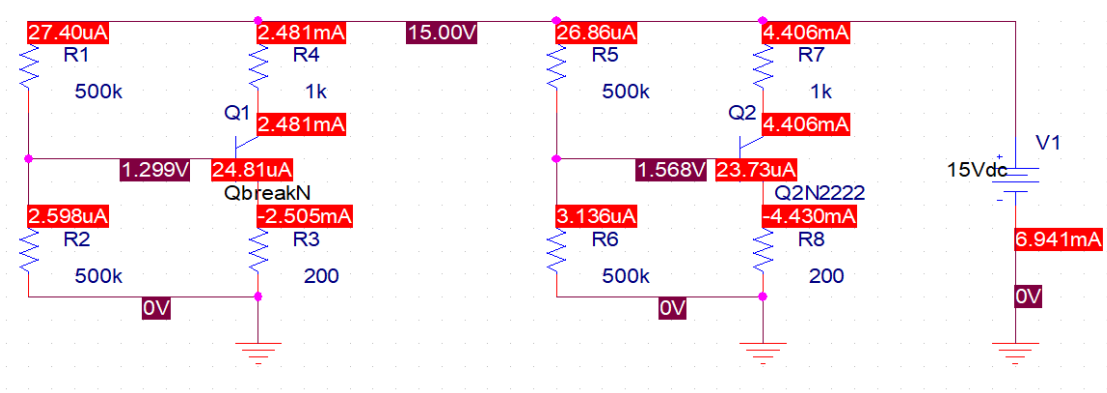 27.40uA 2.481mA 15.00V 26.86uA 4.406mA
R1 R4 R5 R7
500k 1k 500k 1k
Q1 2.481mA Q2 4.406mA
V1
1.299V 24.81uA 1.568V 23.73uA 15Vdc
QbreakN Q2N2222
2.598uA -2.505mA 3.136uA -4.430mA
R2 R3 R6 R8 6.941mA
500k 200 500k 200
0V 0V 0V